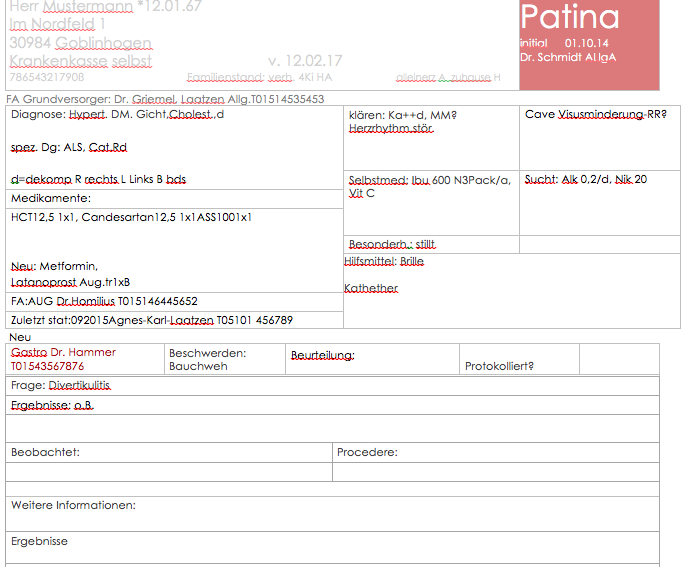 Herr Mustermann *12.01.67
Im Nordfeld 1
30984 Goblinhogen
Krankenkasse selbst v. 12.02.17
786543217908 Familienstand: verh. 4Ki HA alleinerz A. zuhause H
Patina
initial 01.10.14
Dr. Schmidt AllgA
FA Grundversorger: Dr. Griemel, Laatzen Allg.T01514535453
Diagnose: Hypert. DM. Gicht,Cholest.,d
spez. Dg: ALS, Cat.Rd
d=dekomp R rechts L Links B bds
klären: Ka++d, MM?
Herzrhythm.stör.
Cave Visusminderung-RR?
Medikamente:
HCT12,5 1x1, Candesartan12,5 1x1ASS1001x1
Neu: Metformin,
Latanoprost Aug.tr1xB
Selbstmed: Ibu 600 N3Pack/a,
Vit C
Sucht: Alk 0,2/d, Nik 20
Besonderh.: stillt
Hilfsmittel: Brille
Kathether
FA:AUG Dr.Homilius T015146445652
Zuletzt stat:092015Agnes-Karl-Laatzen T05101 456789
Neu
Gastro Dr. Hammer
T01543567876
Beschwerden:
Bauchweh
Beurteilung:
Protokolliert?
Frage: Divertikulitis
Ergebnisse: o.B.
Beobachtet: Procedere:
Weitere Informationen:
Ergebnisse